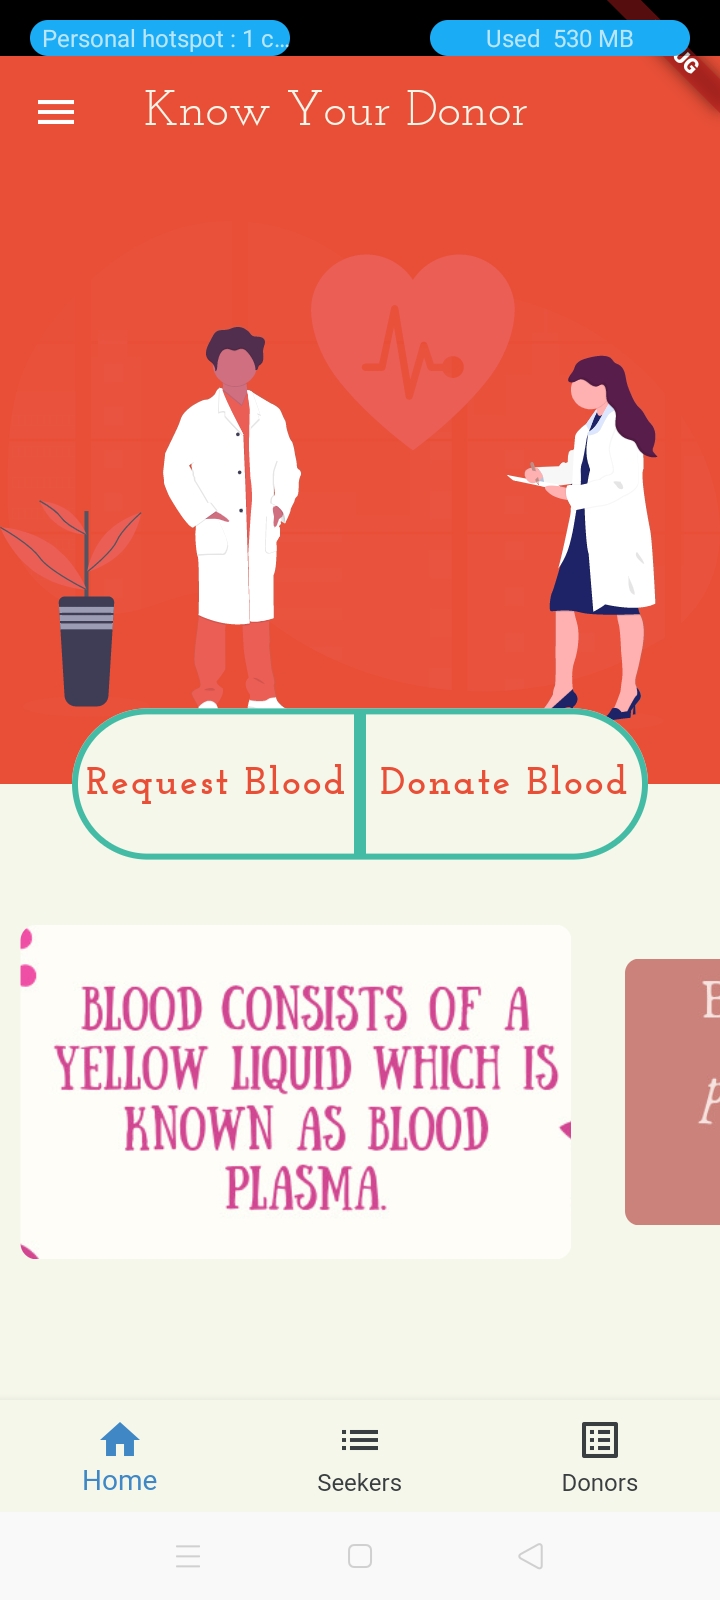 Personal hotspot : 1 c...
Used 530 MB
UG
Know Your Donor
Request Blood
Donate Blood
BLOOD CONSISTS OF A
YELLOW LIQUID WHICH IS
KNOWN AS BLOOD
PLASMA.
B
p
Home
Seekers
Donors